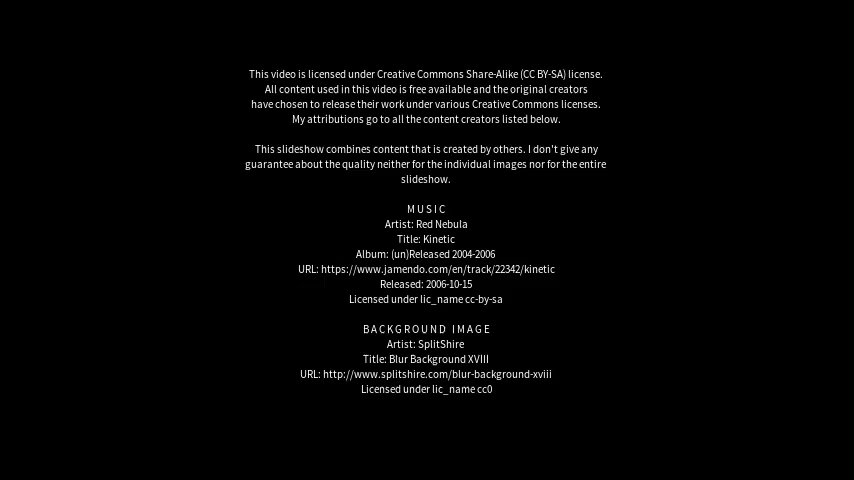 This video is licensed under Creative Commons Share-Alike (CC BY-SA) license.
All content used in this video is free available and the original creators
have chosen to release their work under various Creative Commons licenses.
My attributions go to all the content creators listed below.
This slideshow combines content that is created by others. I don't give any
guarantee about the quality neither for the individual images nor for the entire
slideshow.
MUSIC
Artist: Red Nebula
Title: Kinetic
Album: (un)Released 2004-2006
URL: https://www.jamendo.com/en/track/22342/kinetic
Released: 2006-10-15
Licensed under lic_name cc-by-sa
BACKGROUND IMAGE
Artist: SplitShire
Title: Blur Background XVIII
URL: http://www.splitshire.com/blur-background-xviii
Licensed under lic_name cc0